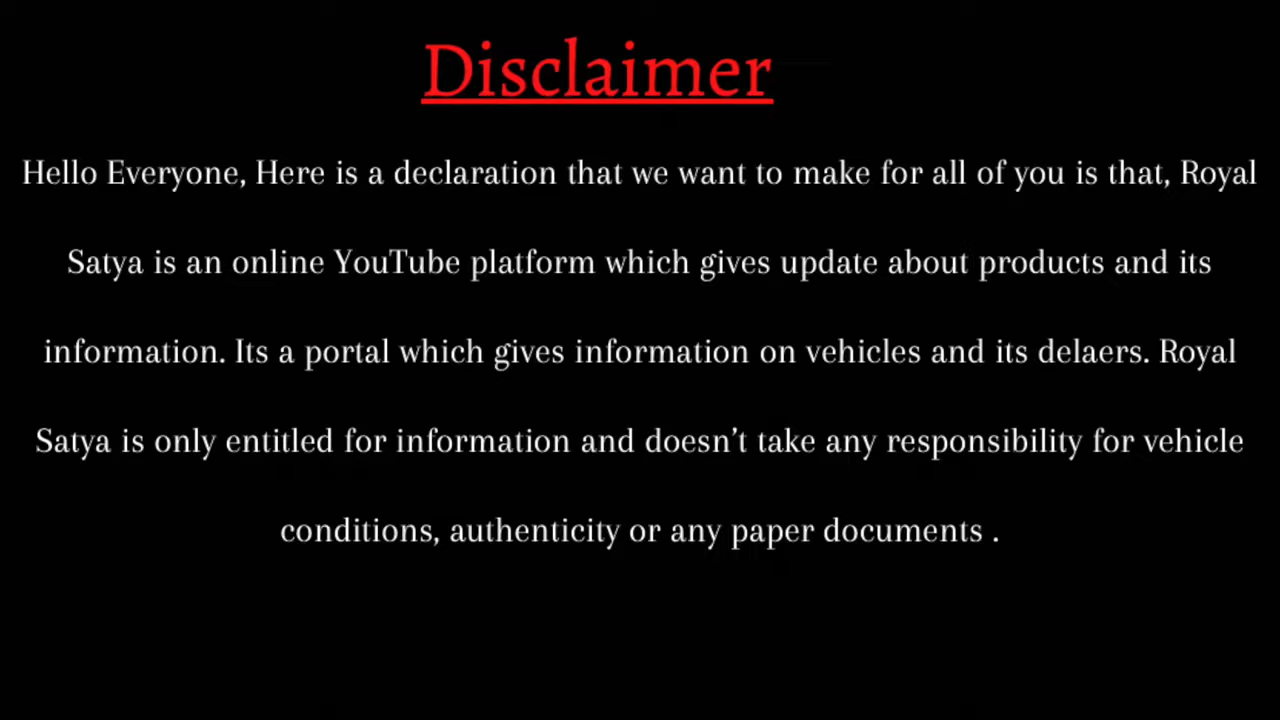 Disclaimer
Hello Everyone, Here is a declaration that we want to make for all of you is that, Royal
Satya is an online YouTube platform which gives update about products and its
information. Its a portal which gives information on vehicles and its delaers. Royal
Satya is only entitled for information and doesn’t take any responsibility for vehicle
conditions, authenticity or any paper documents .